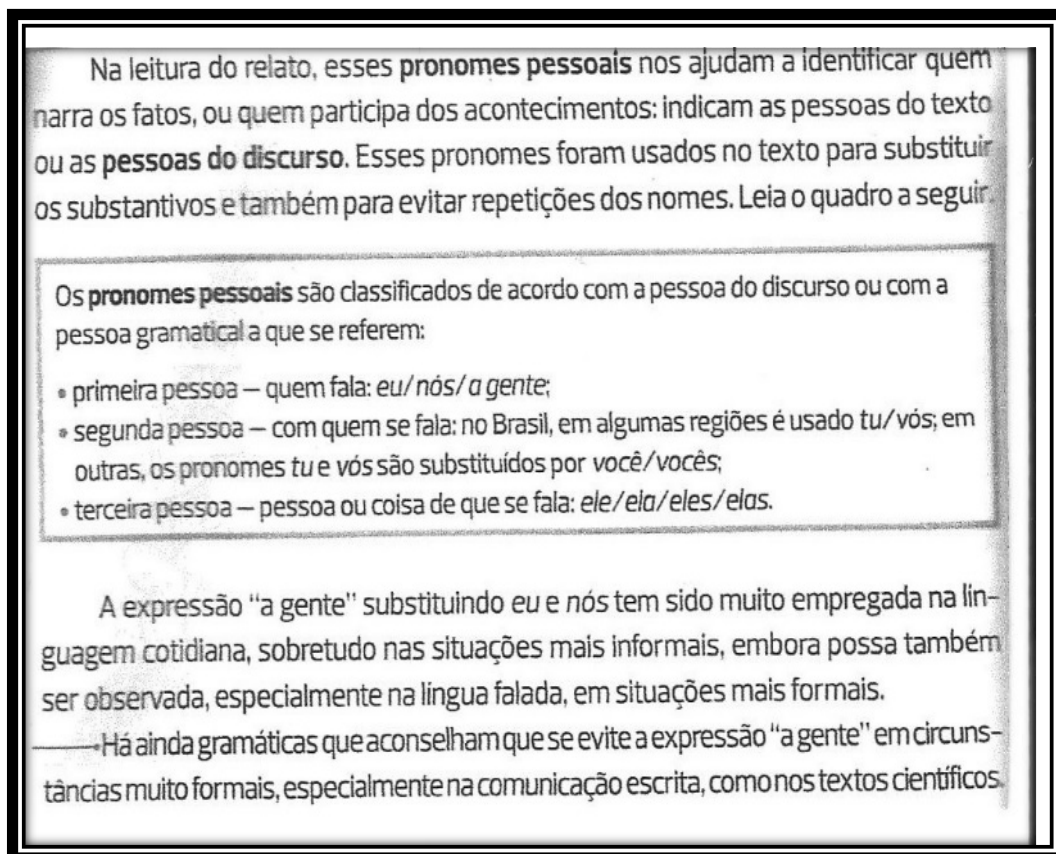 Na leitura do relato, esses pronomes pessoais nos ajudam a identificar quem
narra os fatos, ou quem participa dos acontecimentos: indicam as pessoas do texto
ou as pessoas do discurso. Esses pronomes foram usados no texto para substituir
os substantivos e também para evitar repetições dos nomes. Leia o quadro a seguir.
Os pronomes pessoais são classificados de acordo com a pessoa do discurso ou com a
pessoa gramatical a que se referem:
• primeira pessoa — quem fala: eu/nós/a gente;
• segunda pessoa — com quem se fala: no Brasil, em algumas regiões é usado tu/vós; em
outras, os pronomes tu e vós são substituídos por você/vocês;
• terceira pessoa — pessoa ou coisa de que se fala: ele/ela/eles/elas.
A expressão “a gente” substituindo eu e nós tem sido muito empregada na lin-
guagem cotidiana, sobretudo nas situações mais informais, embora possa também
ser observada, especialmente na língua falada, em situações mais formais.
Há ainda gramáticas que aconselham que se evite a expressão “a gente” em circuns-
tâncias muito formais, especialmente na comunicação escrita, como nos textos científicos.